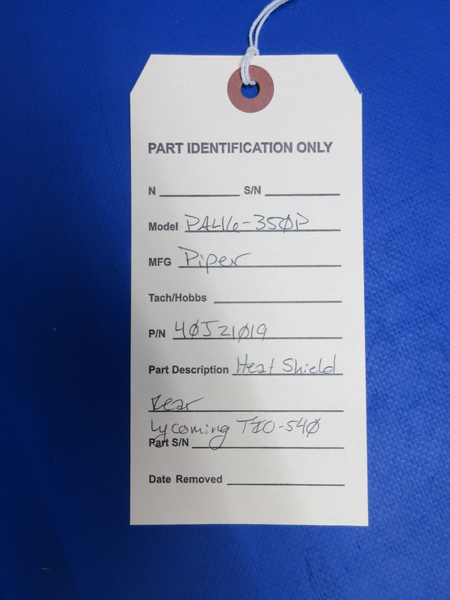 PART IDENTIFICATION ONLY
N S/N
Model PA46-350P
MFG Piper
Tach/Hobbs
P/N 40J21019
Part Description Heat Shield
Rear
Lycoming TIO-540
Part S/N
Date Removed